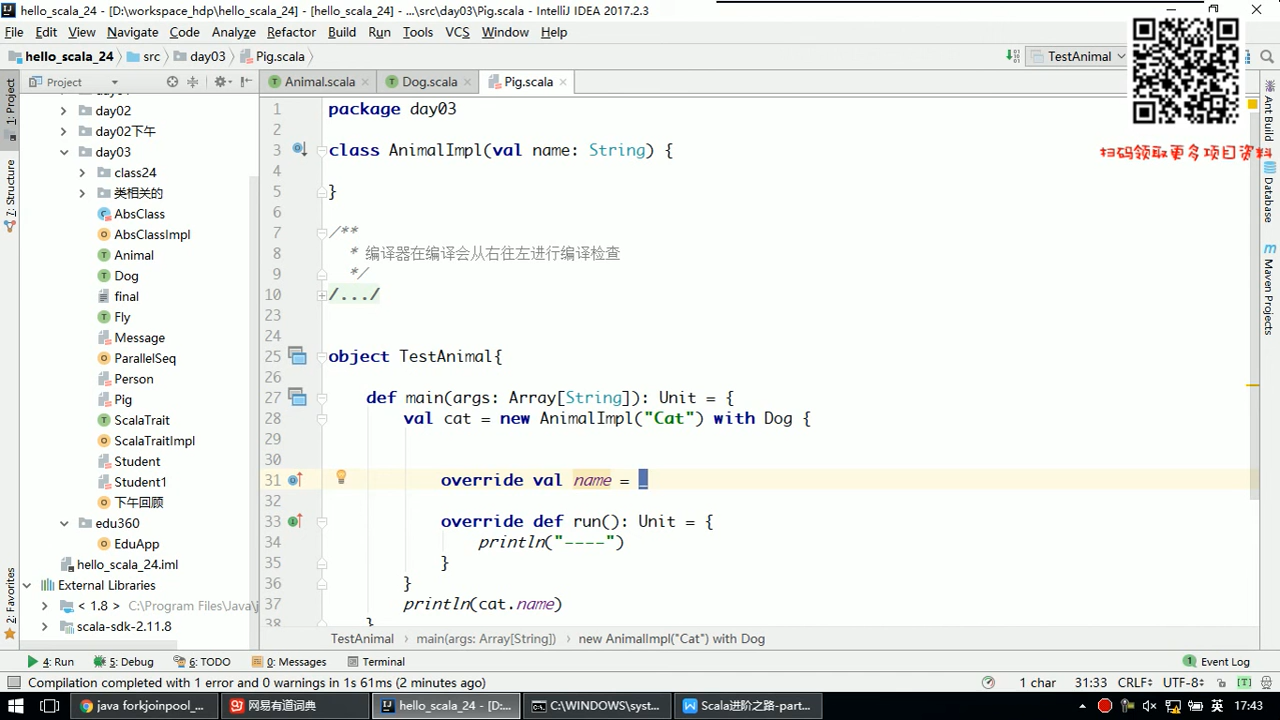 hello_scala_24 - [D:\workspace_hdp\hello_scala_24] - [hello_scala_24] - ...\src\day03\Pig.scala - IntelliJ IDEA 2017.2.3
File Edit View Navigate Code Analyze Refactor Build Run Tools VCS Window Help
hello_scala_24 src day03 Pig.scala
TestAnimal
扫码领取更多项目资料
Project
Animal.scala
Dog.scala
Pig.scala
1: Project
7: Structure
2: Favorites
day01
day02
day02下午
day03
class24
类相关的
AbsClass
AbsClassImpl
Animal
Dog
final
Fly
Message
ParallelSeq
Person
Pig
ScalaTrait
ScalaTraitImpl
Student
Student1
下午回顾
edu360
EduApp
hello_scala_24.iml
External Libraries
< 1.8 > C:\Program Files\Java\j
scala-sdk-2.11.8
1 package day03
2
3 class AnimalImpl(val name: String) {
4
5 }
6
7 /**
8 * 编译器在编译会从右往左进行编译检查
9 */
10 /.../
23
24
25 object TestAnimal{
26
27 def main(args: Array[String]): Unit = {
28 val cat = new AnimalImpl("Cat") with Dog {
29
30
31 override val name = _
32
33 override def run(): Unit = {
34 println("----")
35 }
36 }
37 println(cat.name)
38 }
TestAnimal main(args: Array[String]) new AnimalImpl("Cat") with Dog
Ant Build
Database
Maven Projects
4: Run 5: Debug 6: TODO 0: Messages Terminal Event Log
Compilation completed with 1 error and 0 warnings in 1s 61ms (2 minutes ago) 1 char 31:33 CRLF UTF-8
java forkjoinpool_... 网易有道词典 hello_scala_24 - [D:... C:\WINDOWS\syst... Scala进阶之路-part... 英 17:43